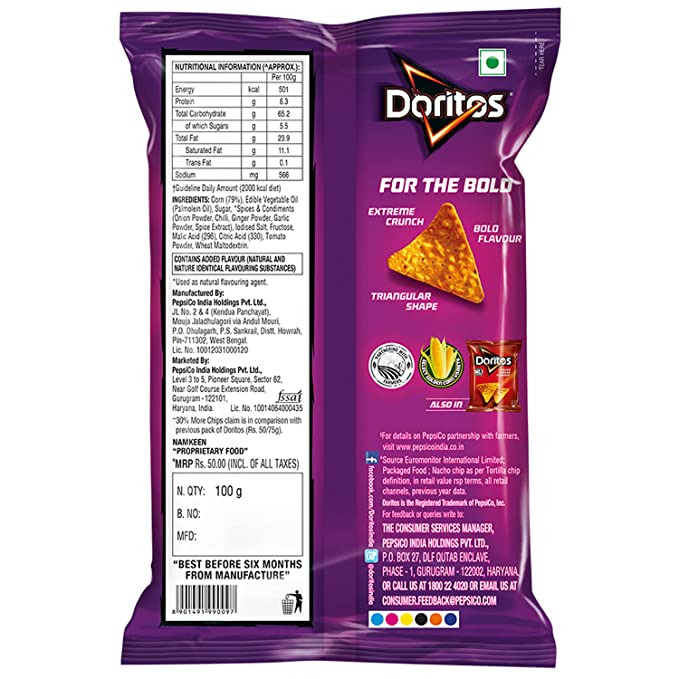 NUTRITIONAL INFORMATION (^APPROX.):
Per 100g
Energy kcal 501
Protein g 6.3
Total Carbohydrate g 65.2
of which Sugars g 5.5
Total Fat g 23.9
Saturated Fat g 11.1
Trans Fat g 0.1
Sodium mg 566
†Guideline Daily Amount (2000 kcal diet)
INGREDIENTS: Corn (79%), Edible Vegetable Oil
(Palmolein Oil), Sugar, *Spices & Condiments
(Onion Powder, Chilli, Ginger Powder, Garlic
Powder, Spice Extract), Iodised Salt, Fructose,
Malic Acid (296), Citric Acid (330), Tomato
Powder, Wheat Maltodextrin.
CONTAINS ADDED FLAVOUR (NATURAL AND
NATURE IDENTICAL FLAVOURING SUBSTANCES)
*Used as natural flavouring agent.
Manufactured By:
PepsiCo India Holdings Pvt. Ltd.,
JL No. 2 & 4 (Kendua Panchayat),
Mouja Jaladhulagori via Andul Mouri,
P.O. Dhulagarh, P.S. Sankrail, Distt. Howrah,
Pin-711302, West Bengal
Lic. No. 10012031000120
Marketed By:
PepsiCo India Holdings Pvt. Ltd.,
Level 3 to 5, Pioneer Square, Sector 62,
Near Golf Course Extension Road,
Gurugram - 122101,
Haryana, India.
fssai
Lic. No. 10014064000435
~30% More Chips claim is in comparison with
previous pack of Doritos (Rs. 50/75g).
NAMKEEN
"PROPRIETARY FOOD"
*MRP Rs. 50.00 (INCL. OF ALL TAXES)
N. QTY: 100 g
B. NO:
MFD:
"BEST BEFORE SIX MONTHS
FROM MANUFACTURE"
8 901491 990097
TEAR HERE
Doritos
FOR THE BOLD
EXTREME
CRUNCH
BOLD
FLAVOUR
TRIANGULAR
SHAPE
PARTNERING WITH
FARMERS
SELECT GOLDEN CORN VARIETY
ALSO IN
Doritos
#For details on PepsiCo partnership with farmers,
visit www.pepsicoindia.co.in
^Source Euromonitor International Limited;
Packaged Food ; Nacho chip as per Tortilla chip
definition, in retail value rsp terms, all retail
channels, previous year data.
Doritos is the Registered Trademark of PepsiCo, Inc.
For feedback or queries write to:
THE CONSUMER SERVICES MANAGER,
PEPSICO INDIA HOLDINGS PVT. LTD.,
P.O. BOX 27, DLF QUTAB ENCLAVE,
PHASE - 1, GURUGRAM - 122002, HARYANA.
OR CALL US AT 1800 22 4020 OR EMAIL US AT
CONSUMER.FEEDBACK@PEPSICO.COM
facebook.com/DoritosIndia
@doritosindia